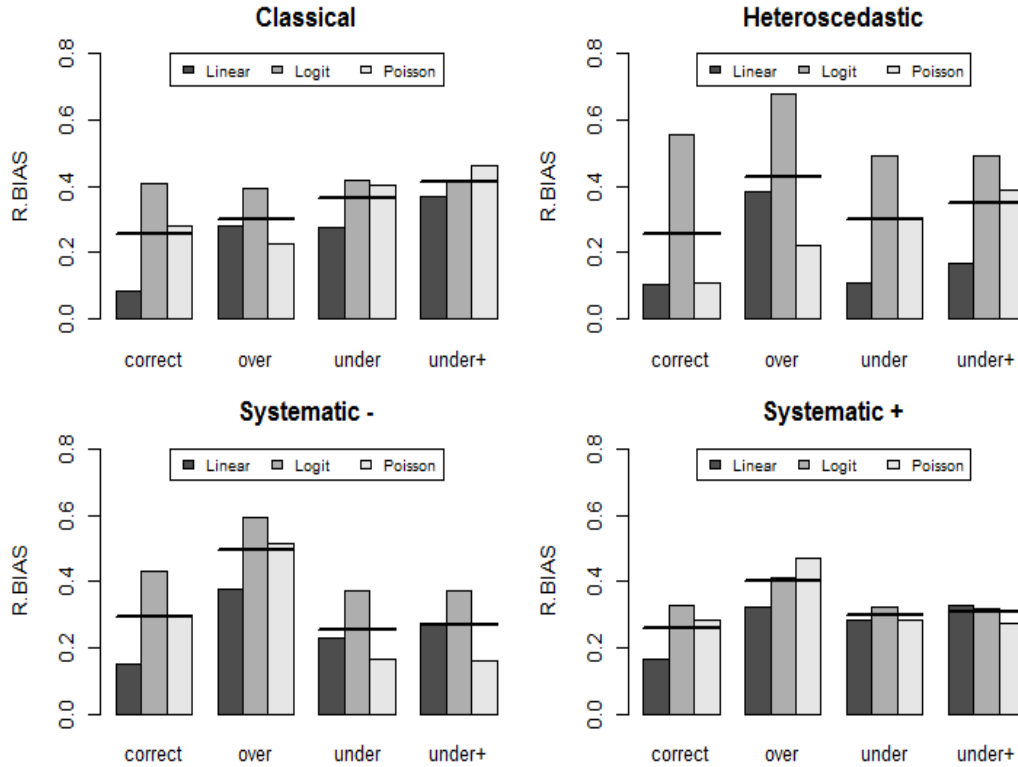 Classical
R.BIAS
0.0 0.2 0.4 0.6 0.8
Linear Logit Poisson
correct over under under+
Heteroscedastic
R.BIAS
0.0 0.2 0.4 0.6 0.8
Linear Logit Poisson
correct over under under+
Systematic -
R.BIAS
0.0 0.2 0.4 0.6 0.8
Linear Logit Poisson
correct over under under+
Systematic +
R.BIAS
0.0 0.2 0.4 0.6 0.8
Linear Logit Poisson
correct over under under+